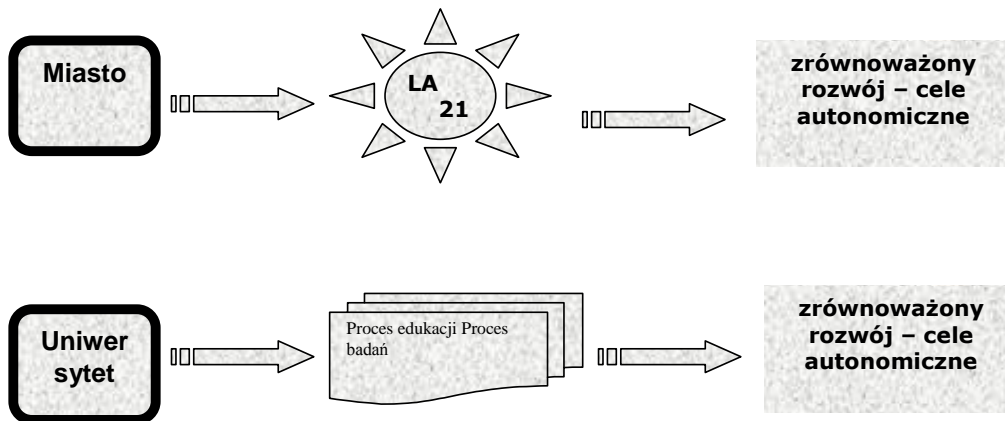 Miasto
LA
21
zrównoważony
rozwój – cele
autonomiczne
Uniwer
sytet
Proces edukacji Proces
badań
zrównoważony
rozwój – cele
autonomiczne